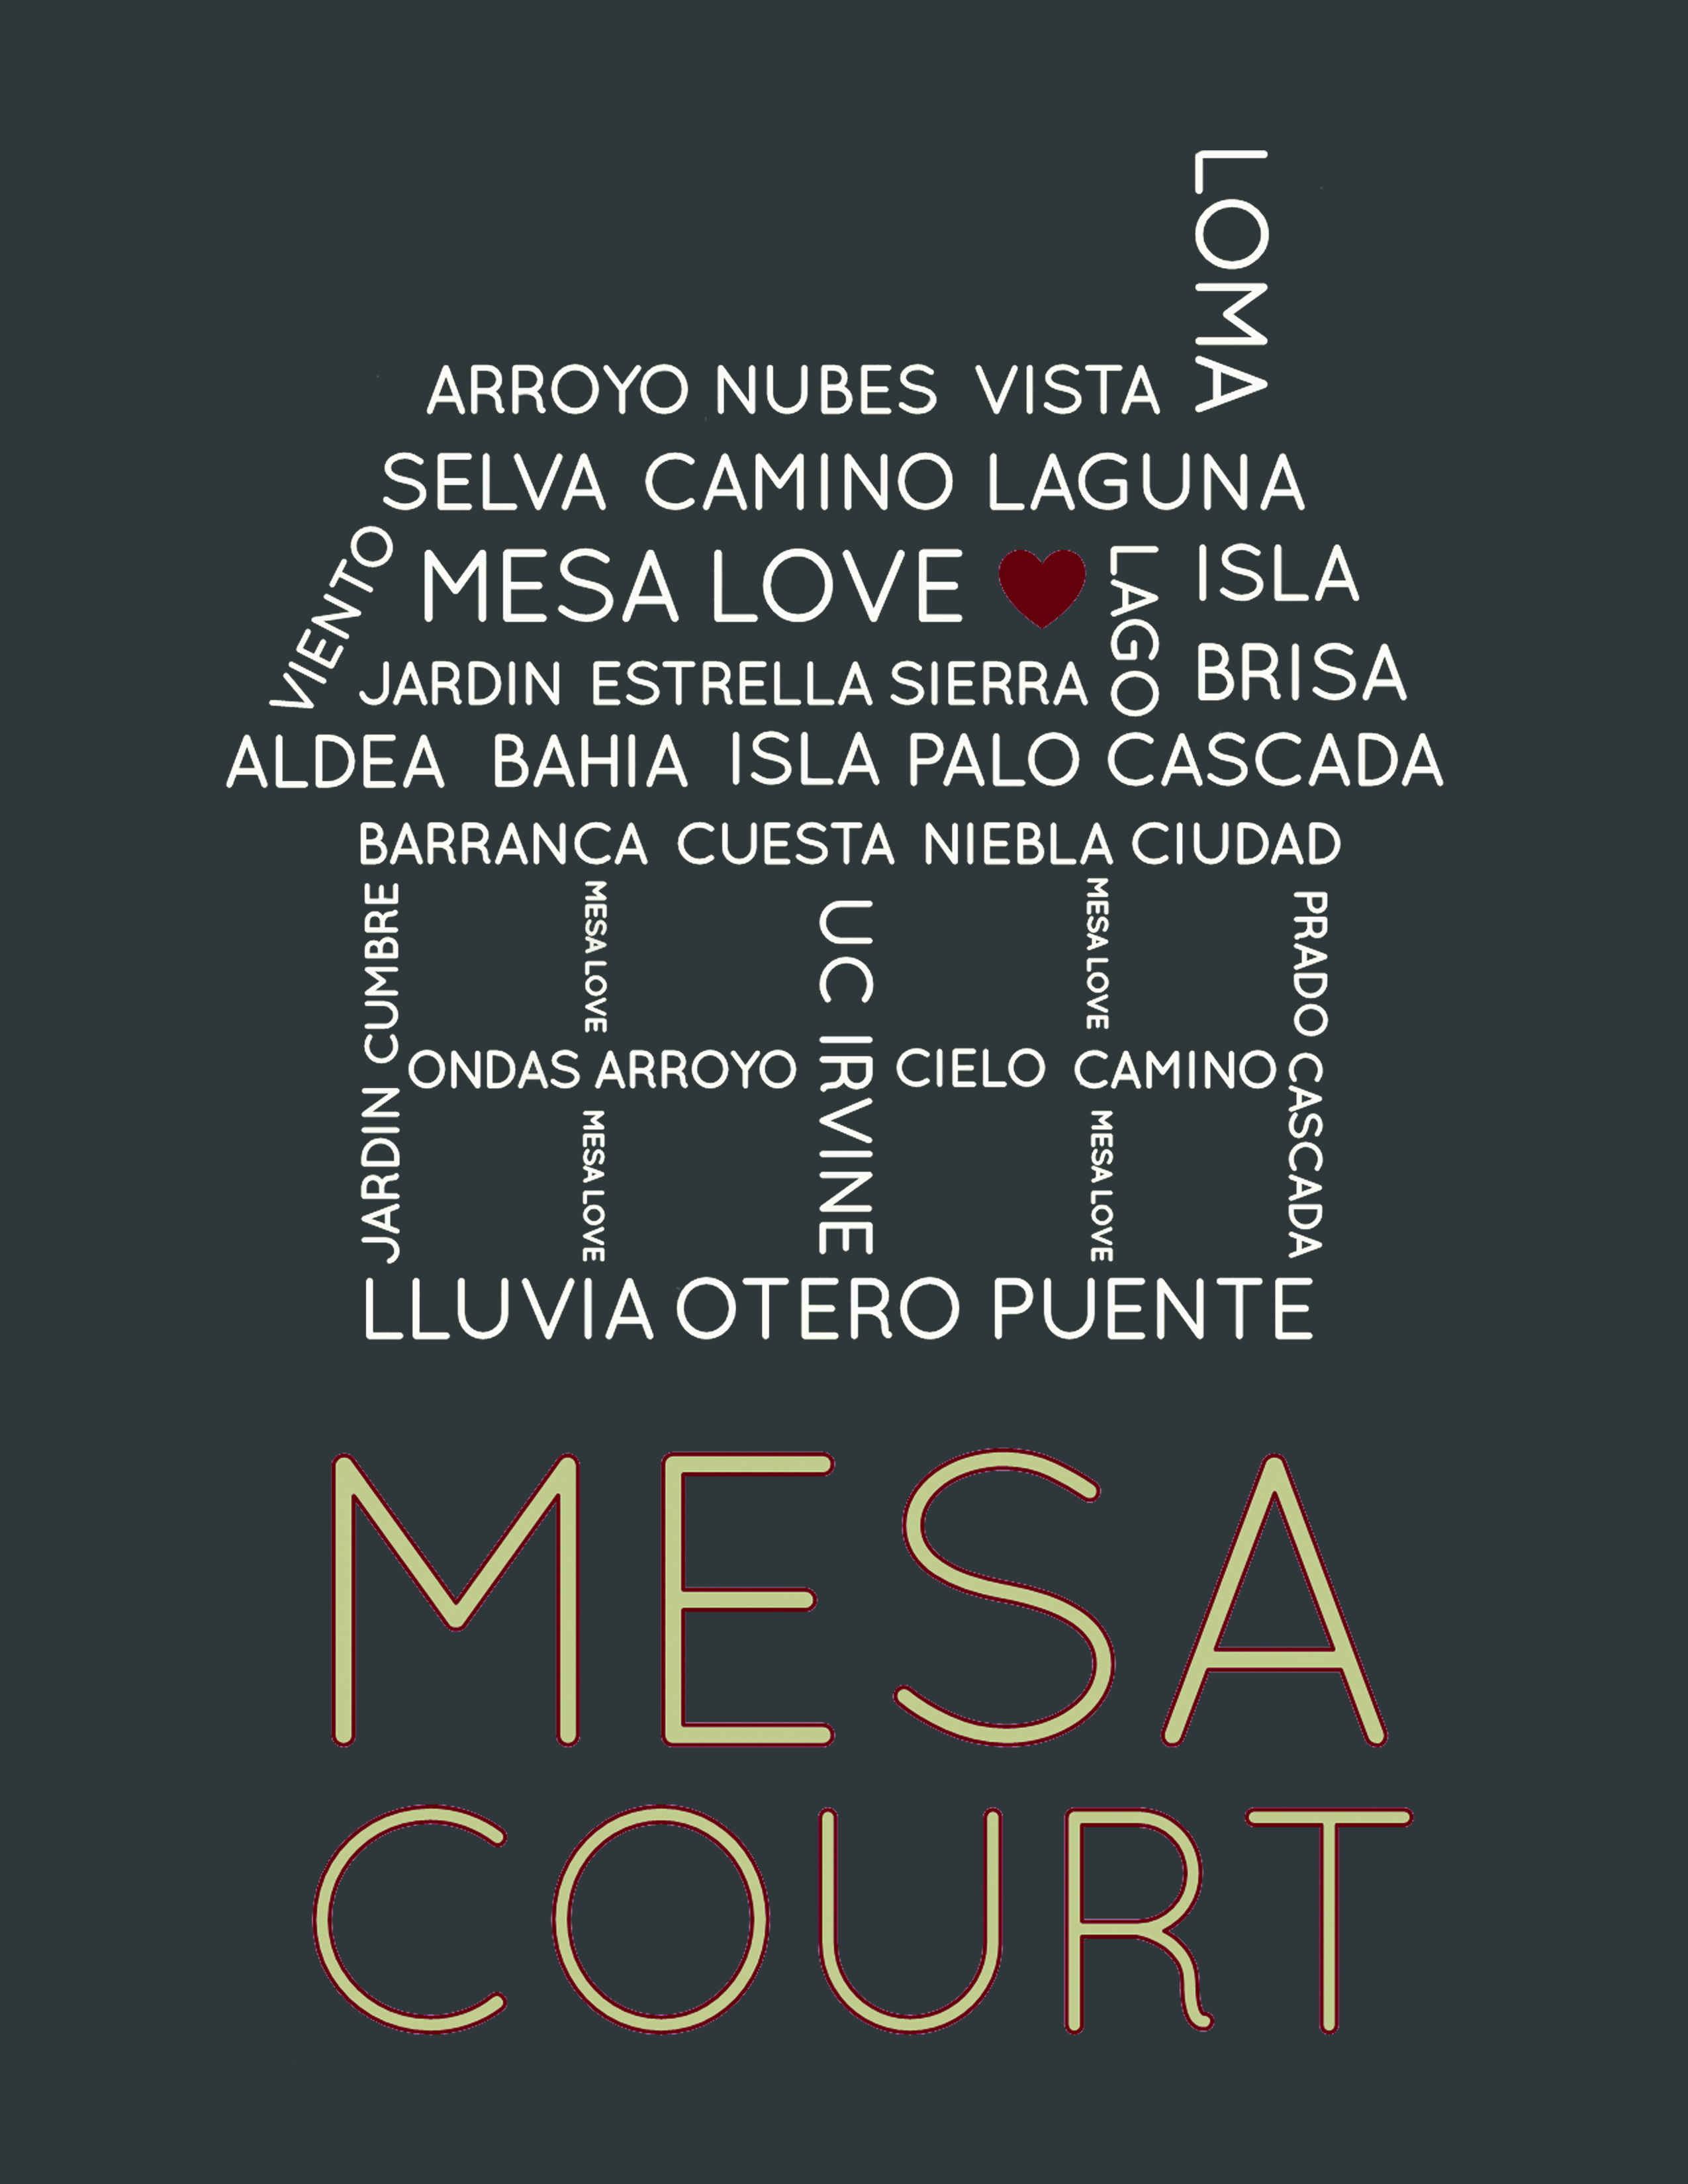 LOMA
ARROYO NUBES VISTA
SELVA CAMINO LAGUNA
VIENTO
MESA LOVE
LAGO
ISLA
BRISA
JARDIN ESTRELLA SIERRA
ALDEA BAHIA ISLA PALO CASCADA
BARRANCA CUESTA NIEBLA CIUDAD
JARDIN CUMBRE
MESA LOVE
UC IRVINE
MESA LOVE
PRADO CASCADA
ONDAS ARROYO
CIELO CAMINO
MESA LOVE
MESA LOVE
LLUVIA OTERO PUENTE
MESA
COURT